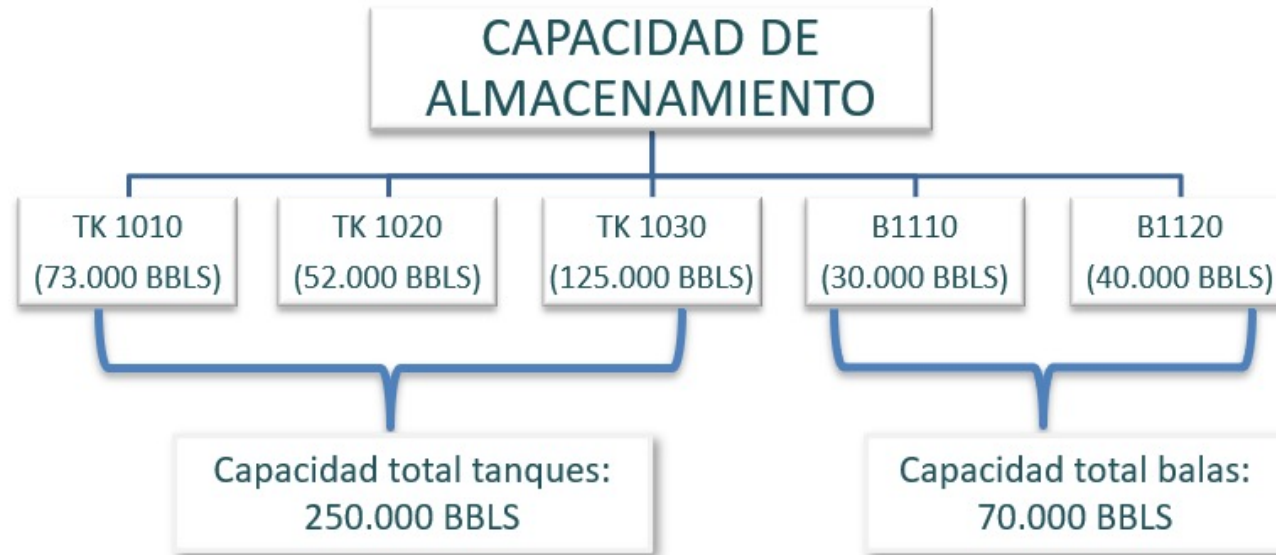 CAPACIDAD DE
ALMACENAMIENTO
TK 1010
(73.000 BBLS)
TK 1020
(52.000 BBLS)
TK 1030
(125.000 BBLS)
B1110
(30.000 BBLS)
B1120
(40.000 BBLS)
Capacidad total tanques:
250.000 BBLS
Capacidad total balas:
70.000 BBLS